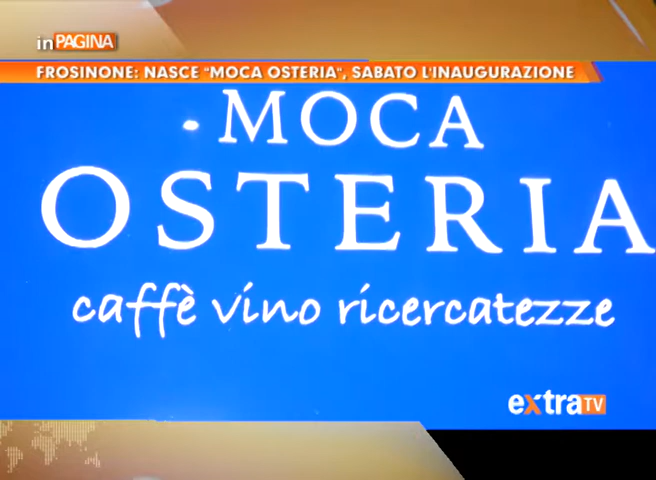 inPAGINA
FROSINONE: NASCE "MOCA OSTERIA", SABATO L'INAUGURAZIONE
MOCA
OSTERIA
caffè vino ricercatezze
extraTV